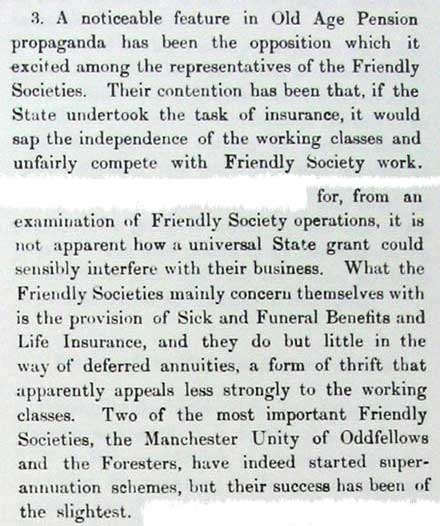 3. A noticeable feature in Old Age Pension
propaganda has been the opposition which it
excited among the representatives of the Friendly
Societies. Their contention has been that, if the
State undertook the task of insurance, it would
sap the independence of the working classes and
unfairly compete with Friendly Society work.
for, from an
examination of Friendly Society operations, it is
not apparent how a universal State grant could
sensibly interfere with their business. What the
Friendly Societies mainly concern themselves with
is the provision of Sick and Funeral Benefits and
Life Insurance, and they do but little in the
way of deferred annuities, a form of thrift that
apparently appeals less strongly to the working
classes. Two of the most important Friendly
Societies, the Manchester Unity of Oddfellows
and the Foresters, have indeed started super-
annuation schemes, but their success has been of
the slightest.